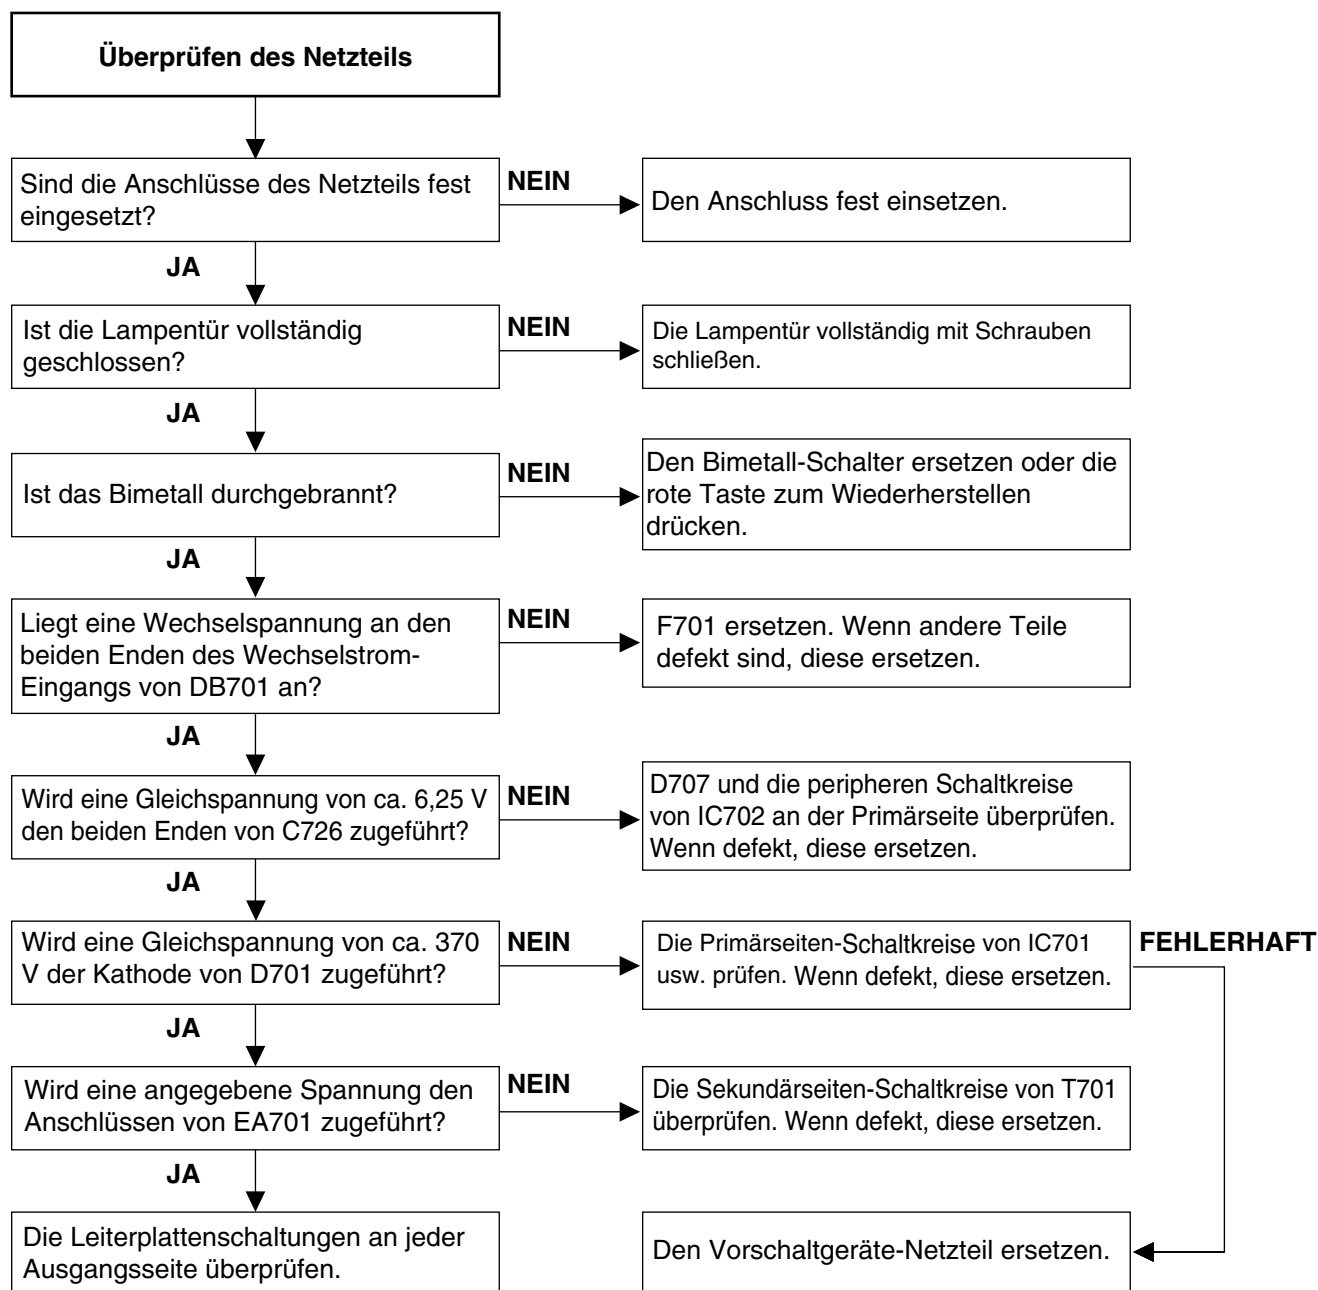 Überprüfen des Netzteils
Sind die Anschlüsse des Netzteils fest
eingesetzt?
NEIN
Den Anschluss fest einsetzen.
JA
Ist die Lampentür vollständig
geschlossen?
NEIN
Die Lampentür vollständig mit Schrauben
schließen.
JA
Ist das Bimetall durchgebrannt?
NEIN
Den Bimetall-Schalter ersetzen oder die
rote Taste zum Wiederherstellen
drücken.
JA
Liegt eine Wechselspannung an den
beiden Enden des Wechselstrom-
Eingangs von DB701 an?
NEIN
F701 ersetzen. Wenn andere Teile
defekt sind, diese ersetzen.
JA
Wird eine Gleichspannung von ca. 6,25 V
den beiden Enden von C726 zugeführt?
NEIN
D707 und die peripheren Schaltkreise
von IC702 an der Primärseite überprüfen.
Wenn defekt, diese ersetzen.
JA
Wird eine Gleichspannung von ca. 370
V der Kathode von D701 zugeführt?
NEIN
Die Primärseiten-Schaltkreise von IC701
usw. prüfen. Wenn defekt, diese ersetzen.
FEHLERHAFT
JA
Wird eine angegebene Spannung den
Anschlüssen von EA701 zugeführt?
NEIN
Die Sekundärseiten-Schaltkreise von T701
überprüfen. Wenn defekt, diese ersetzen.
JA
Die Leiterplattenschaltungen an jeder
Ausgangsseite überprüfen.
Den Vorschaltgeräte-Netzteil ersetzen.